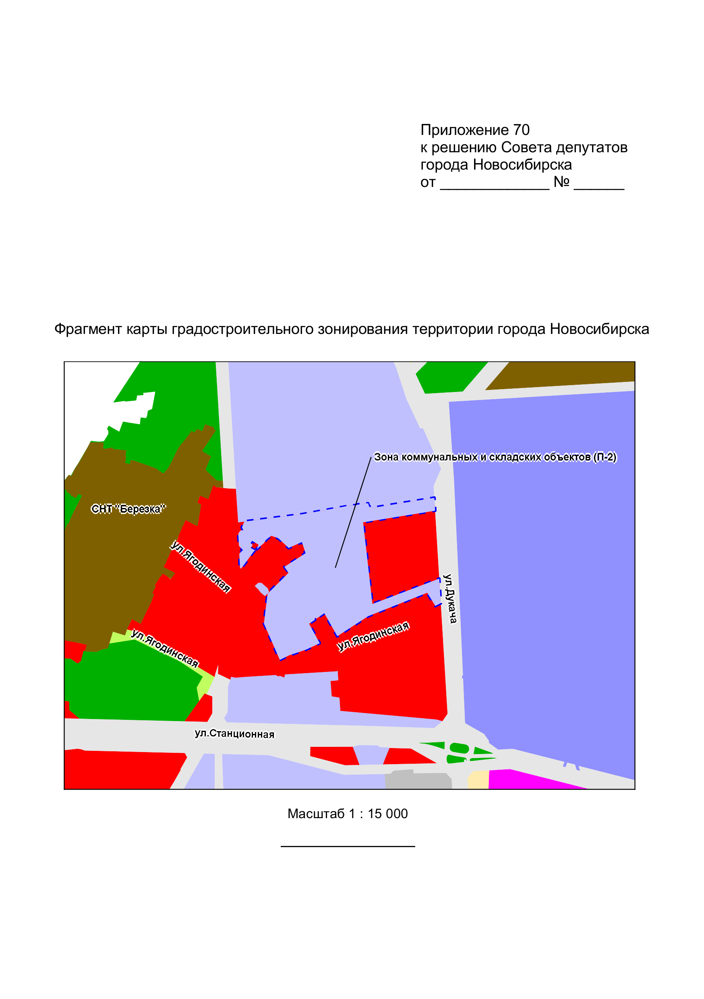 Приложение 70
к решению Совета депутатов
города Новосибирска
от _____________ № ______
Фрагмент карты градостроительного зонирования территории города Новосибирска
Зона коммунальных и складских объектов (П-2)
СНТ "Березка"
ул.Ягодинская
ул.Дукача
ул.Ягодинская
ул.Ягодинская
ул.Станционная
Масштаб 1 : 15 000